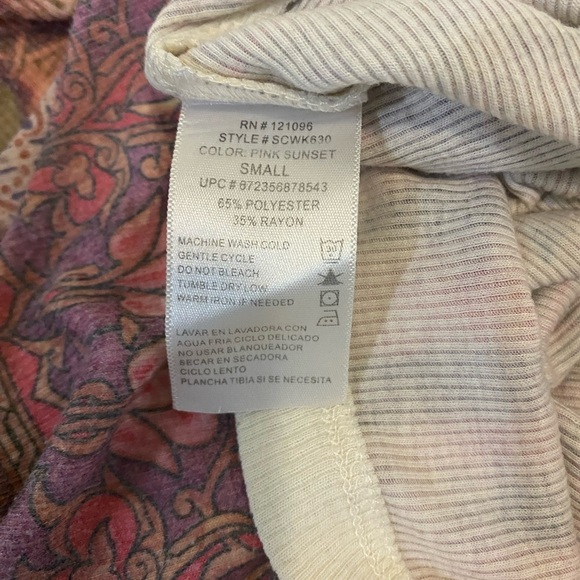 RN # 121096
STYLE # SCWK630
COLOR: PINK SUNSET
SMALL
UPC # 672356878543
65% POLYESTER
35% RAYON
MACHINE WASH COLD
GENTLE CYCLE
DO NOT BLEACH
TUMBLE DRY LOW
WARM IRON IF NEEDED
30
LAVAR EN LAVADORA CON
AGUA FRIA CICLO DELICADO
NO USAR BLANQUEADOR
SECAR EN SECADORA
CICLO LENTO
PLANCHA TIBIA SI SE NECESITA